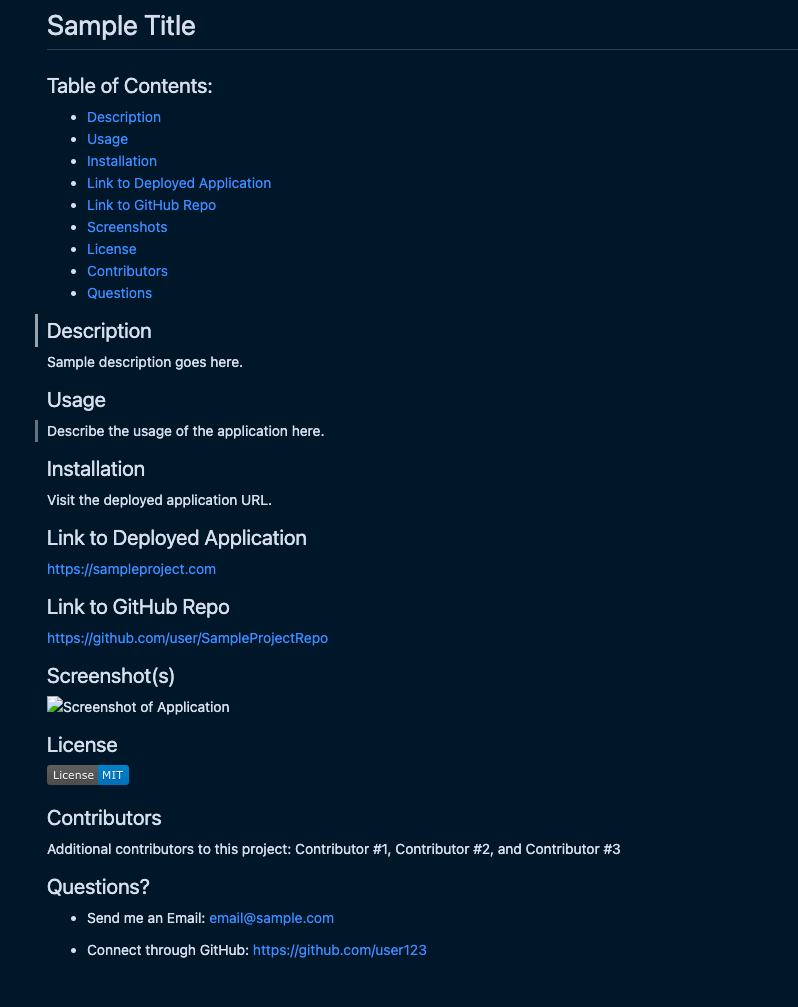 Sample Title
Table of Contents:
Description
Usage
Installation
Link to Deployed Application
Link to GitHub Repo
Screenshots
License
Contributors
Questions
Description
Sample description goes here.
Usage
Describe the usage of the application here.
Installation
Visit the deployed application URL.
Link to Deployed Application
https://sampleproject.com
Link to GitHub Repo
https://github.com/user/SampleProjectRepo
Screenshot(s)
Screenshot of Application
License
License MIT
Contributors
Additional contributors to this project: Contributor #1, Contributor #2, and Contributor #3
Questions?
Send me an Email: email@sample.com
Connect through GitHub: https://github.com/user123